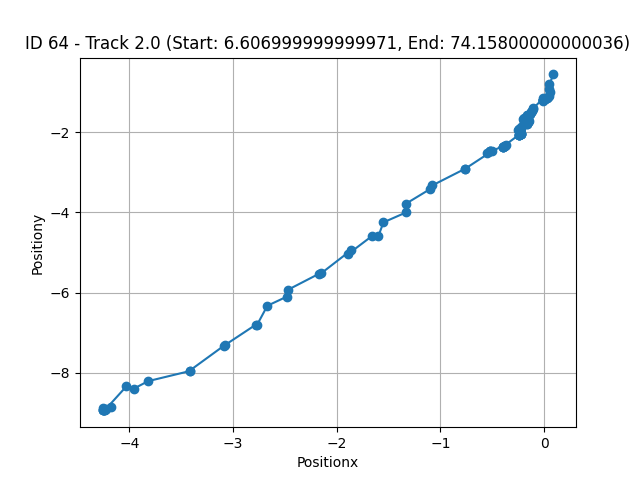 ID 64 - Track 2.0 (Start: 6.606999999999971, End: 74.15800000000036)
−2
−4
−6
−8
Positiony
−4 −3 −2 −1 0
Positionx